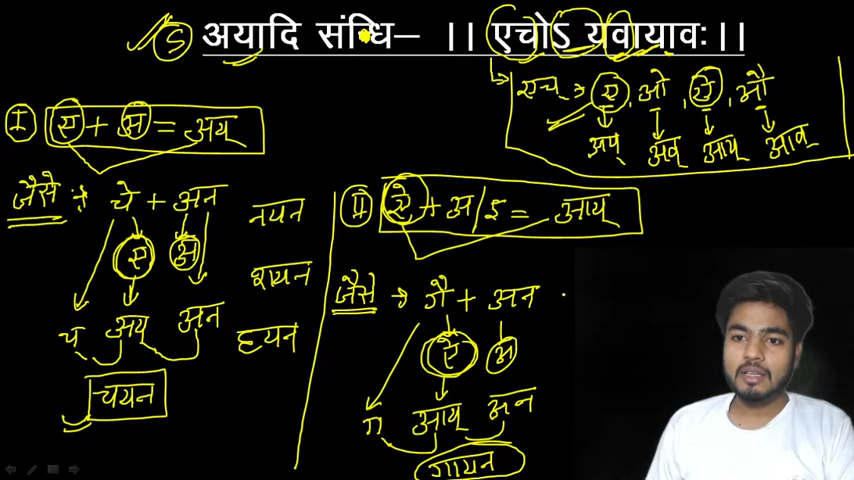 (5) अयादि संन्धि– || एचोऽ यवायावः||
एच् → ए, ओ, ऐ, औ
अय् अव् आय् आव्
I ए + अ = अय्
जैसे :→ चे + अन
ए अ
च् अय् अन
चयन
नयन
शयन
हयन
II ऐ + अ/इ = आय्
जैसे → गै + अन
ऐ अ
ग आय् अन
गायन